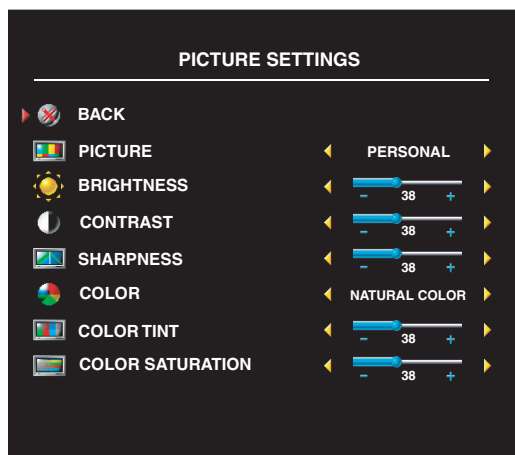 PICTURE SETTINGS
BACK
PICTURE PERSONAL
BRIGHTNESS - 38 +
CONTRAST - 38 +
SHARPNESS - 38 +
COLOR NATURAL COLOR
COLOR TINT - 38 +
COLOR SATURATION - 38 +